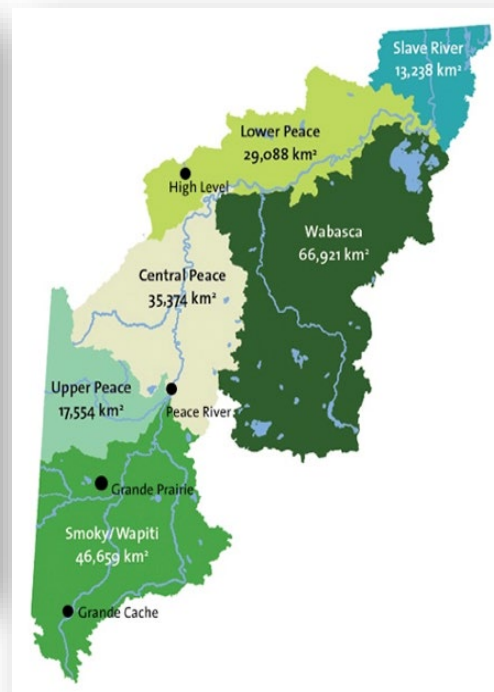 Slave River
13,238 km²
Lower Peace
29,088 km²
High Level
Wabasca
66,921 km²
Central Peace
35,374 km²
Upper Peace
17,554 km²
Peace River
Grande Prairie
Smoky/Wapiti
46,659 km²
Grande Cache